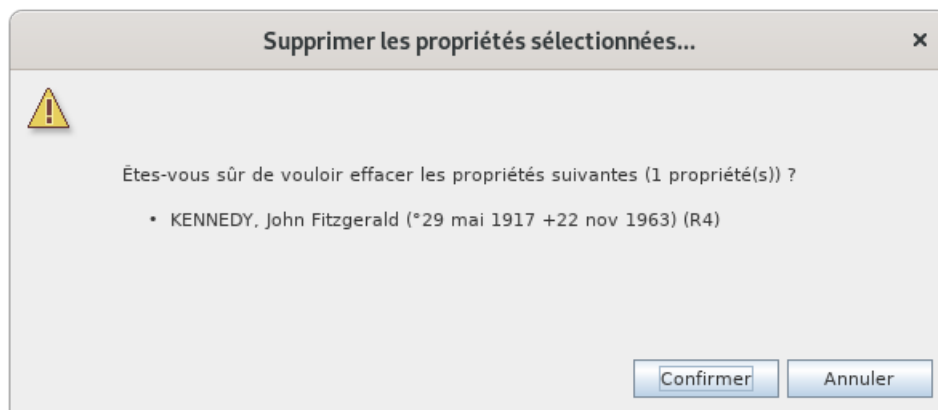 Supprimer les propriétés sélectionnées...
Êtes-vous sûr de vouloir effacer les propriétés suivantes (1 propriété(s)) ?
• KENNEDY, John Fitzgerald (°29 mai 1917 +22 nov 1963) (R4)
Confirmer Annuler